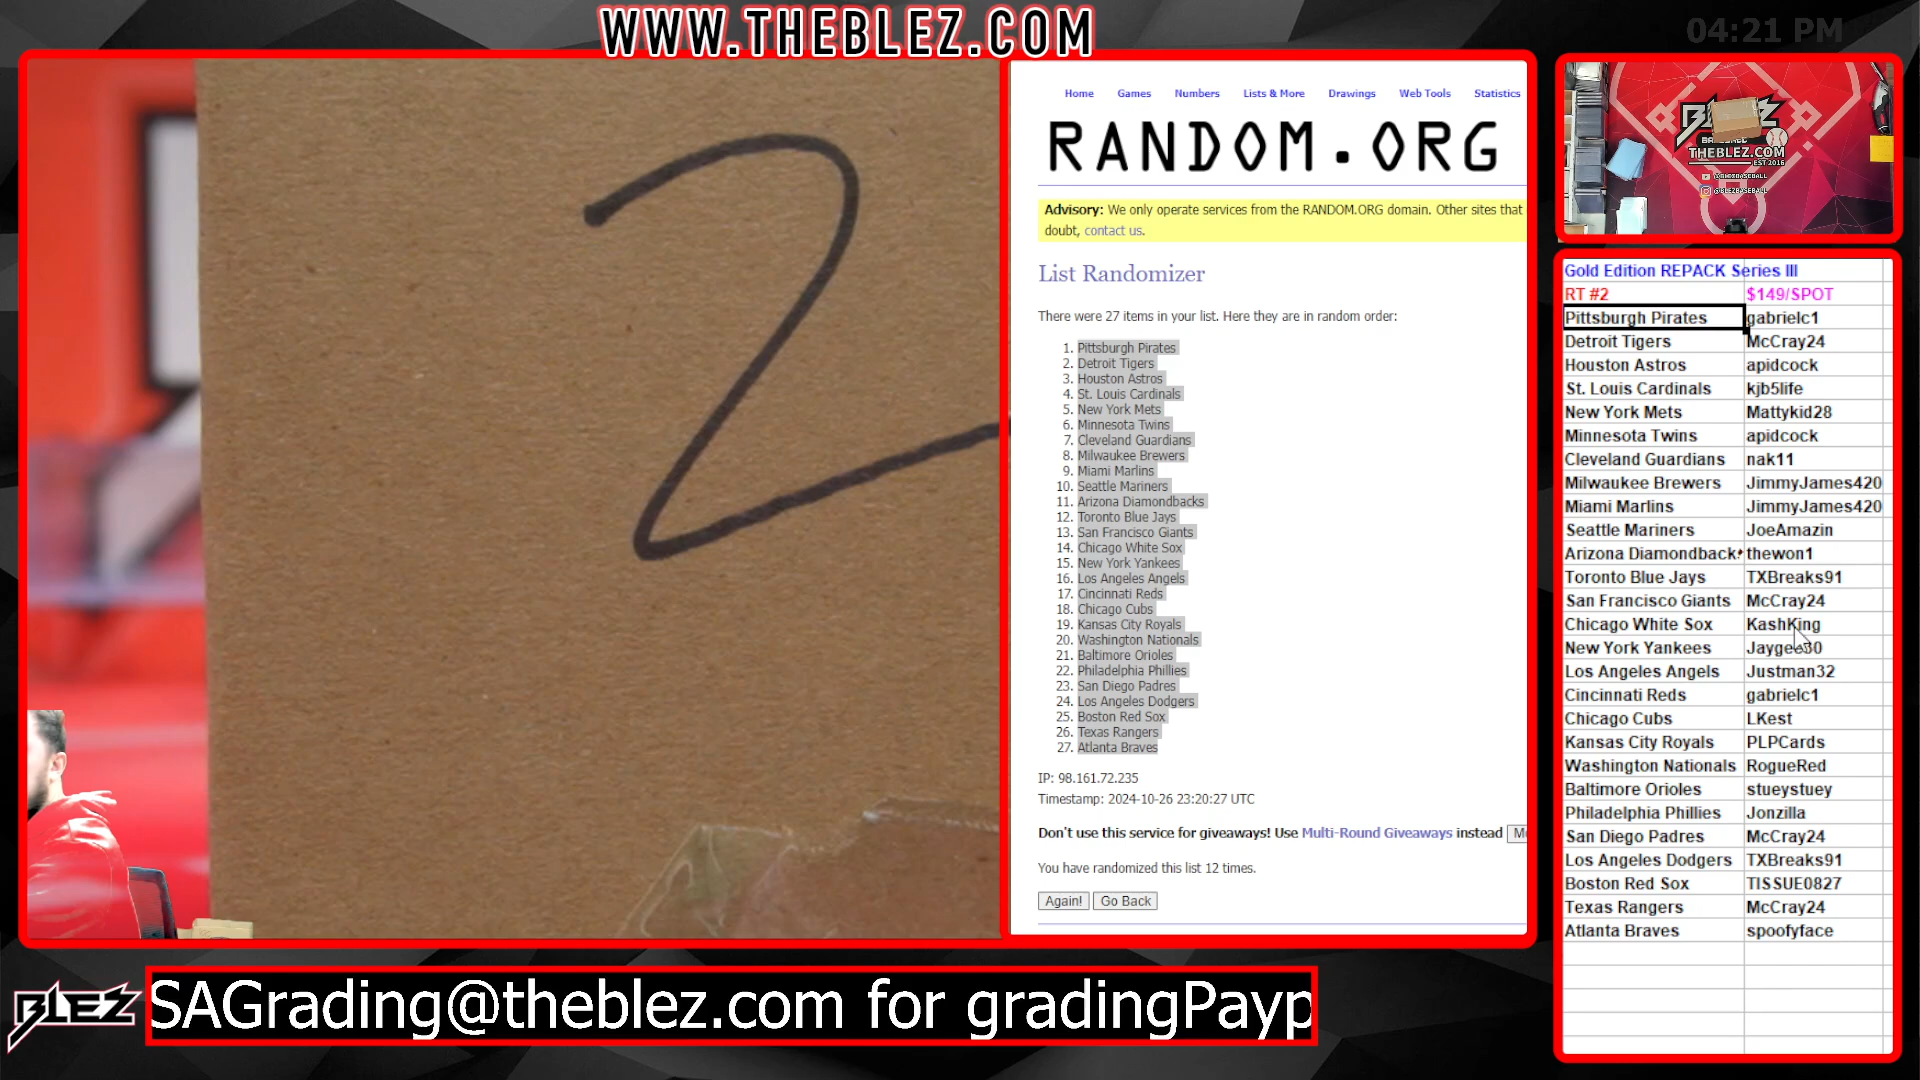 WWW.THEBLEZ.COM
04:21 PM
2
Home Games Numbers Lists & More Drawings Web Tools Statistics
RANDOM.ORG
Advisory: We only operate services from the RANDOM.ORG domain. Other sites that
doubt, contact us.
List Randomizer
There were 27 items in your list. Here they are in random order:
1. Pittsburgh Pirates
2. Detroit Tigers
3. Houston Astros
4. St. Louis Cardinals
5. New York Mets
6. Minnesota Twins
7. Cleveland Guardians
8. Milwaukee Brewers
9. Miami Marlins
10. Seattle Mariners
11. Arizona Diamondbacks
12. Toronto Blue Jays
13. San Francisco Giants
14. Chicago White Sox
15. New York Yankees
16. Los Angeles Angels
17. Cincinnati Reds
18. Chicago Cubs
19. Kansas City Royals
20. Washington Nationals
21. Baltimore Orioles
22. Philadelphia Phillies
23. San Diego Padres
24. Los Angeles Dodgers
25. Boston Red Sox
26. Texas Rangers
27. Atlanta Braves
IP: 98.161.72.235
Timestamp: 2024-10-26 23:20:27 UTC
Don't use this service for giveaways! Use Multi-Round Giveaways instead
You have randomized this list 12 times.
Again! Go Back
THEBLEZ.COM
EST.2016
Gold Edition REPACK Series III
RT #2 $149/SPOT
Pittsburgh Pirates gabrielc1
Detroit Tigers McCray24
Houston Astros apidcock
St. Louis Cardinals kjb5life
New York Mets Mattykid28
Minnesota Twins apidcock
Cleveland Guardians nak11
Milwaukee Brewers JimmyJames420
Miami Marlins JimmyJames420
Seattle Mariners JoeAmazin
Arizona Diamondback thewon1
Toronto Blue Jays TXBreaks91
San Francisco Giants McCray24
Chicago White Sox KashKing
New York Yankees Jaygee30
Los Angeles Angels Justman32
Cincinnati Reds gabrielc1
Chicago Cubs LKest
Kansas City Royals PLPCards
Washington Nationals RogueRed
Baltimore Orioles stueystuey
Philadelphia Phillies Jonzilla
San Diego Padres McCray24
Los Angeles Dodgers TXBreaks91
Boston Red Sox TISSUE0827
Texas Rangers McCray24
Atlanta Braves spoofyface
BLEZ
SAGrading@theblez.com for gradingPayp